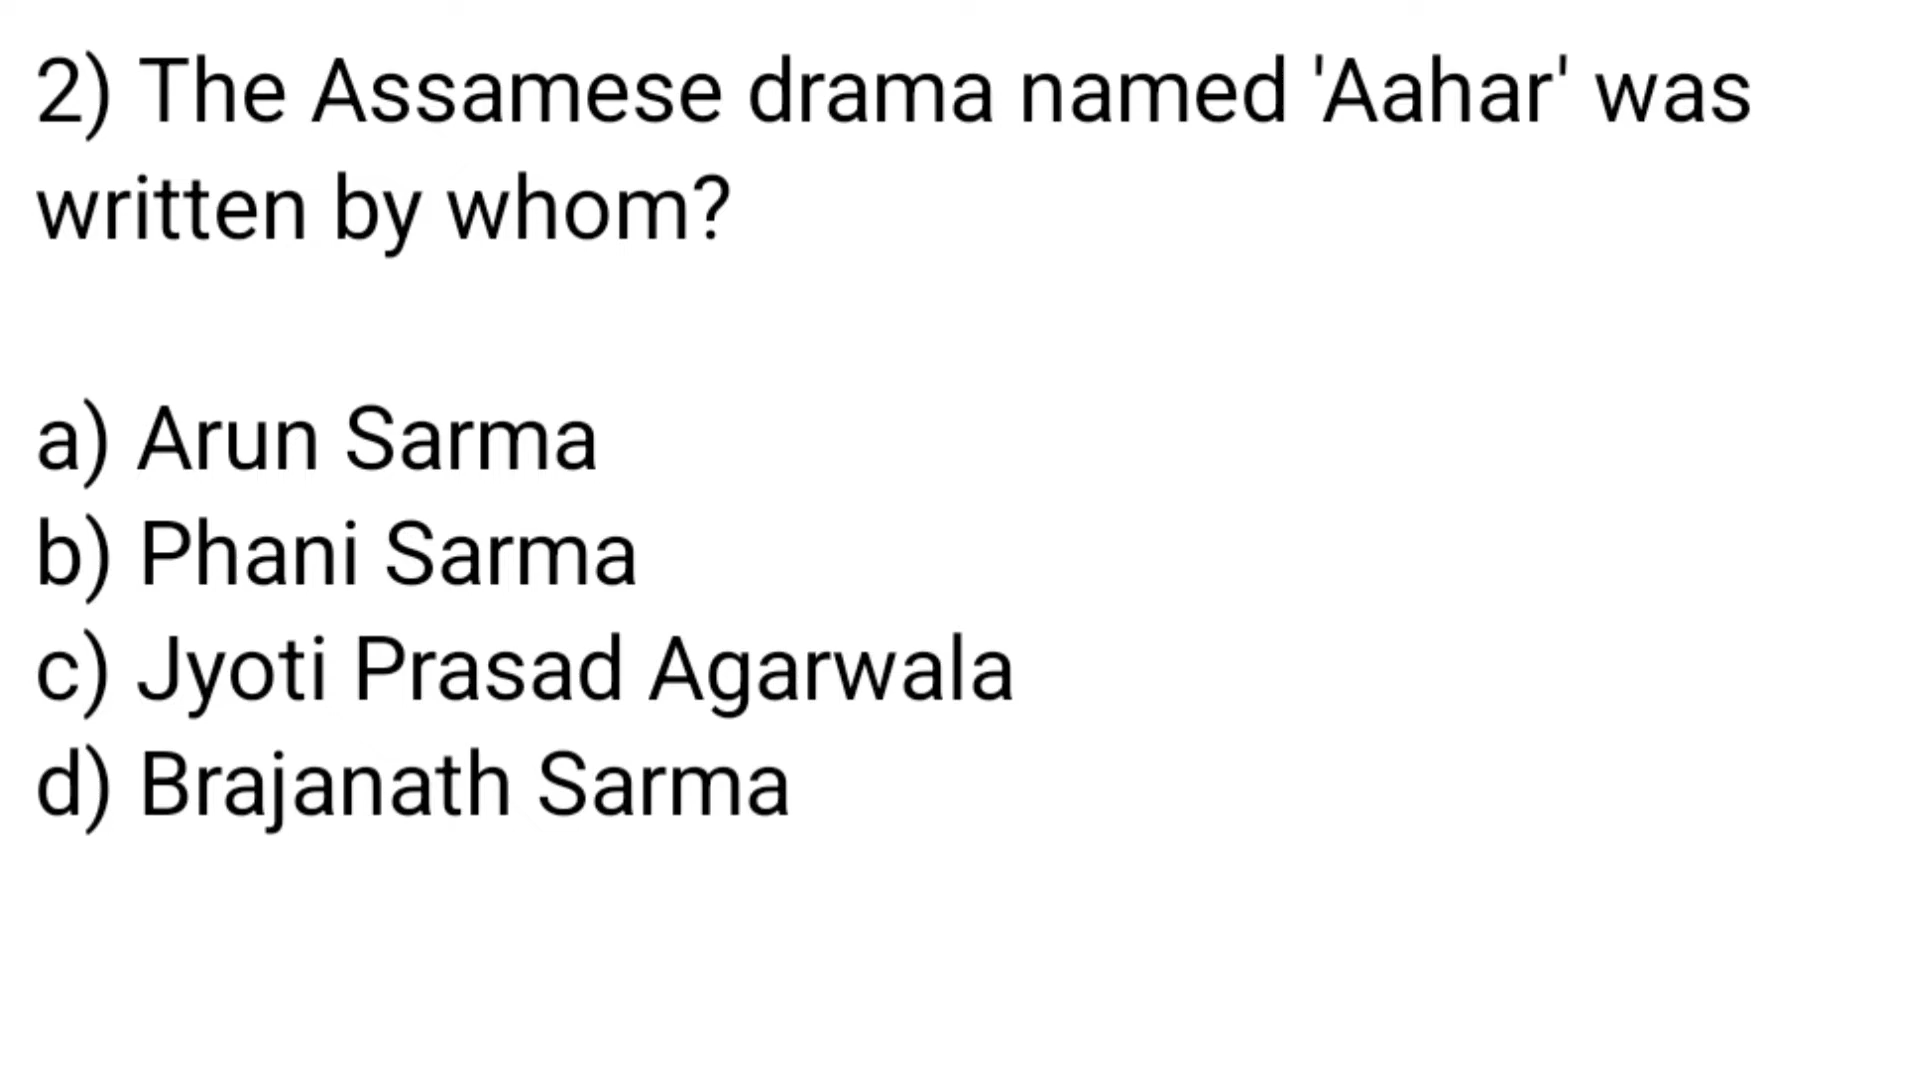 2) The Assamese drama named 'Aahar' was
written by whom?
a) Arun Sarma
b) Phani Sarma
c) Jyoti Prasad Agarwala
d) Brajanath Sarma